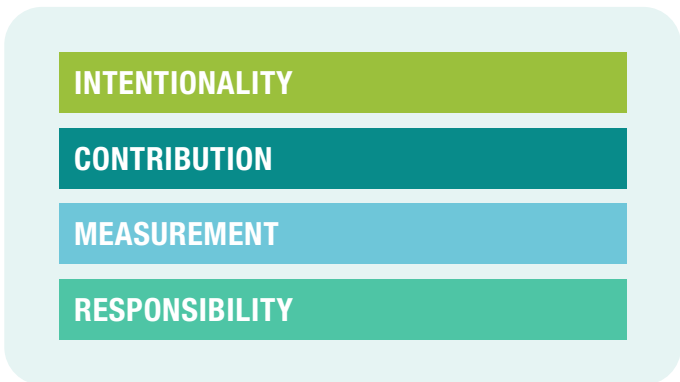 INTENTIONALITY
CONTRIBUTION
MEASUREMENT
RESPONSIBILITY